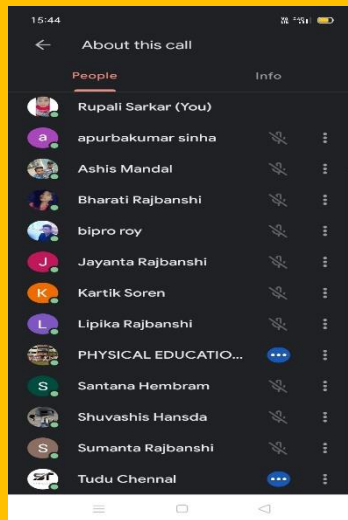 15:44
About this call
People Info
Rupali Sarkar (You)
a apurbakumar sinha
Ashis Mandal
Bharati Rajbanshi
bipro roy
J Jayanta Rajbanshi
K Kartik Soren
L Lipika Rajbanshi
PHYSICAL EDUCATIO...
S Santana Hembram
Shuvashis Hansda
S Sumanta Rajbanshi
ST Tudu Chennal